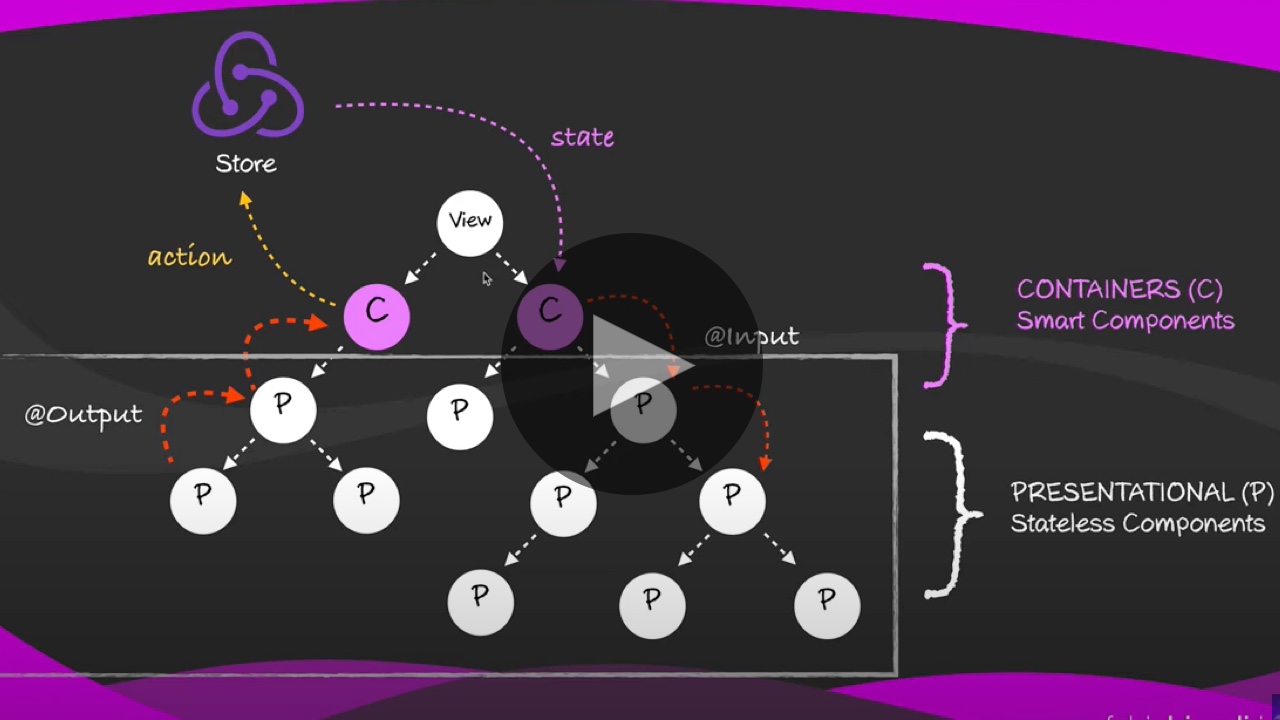 Store
state
action
View
C
C
@Input
CONTAINERS (C)
Smart Components
@Output
P
P
P
P
P
P
P
PRESENTATIONAL (P)
Stateless Components
P
P
P